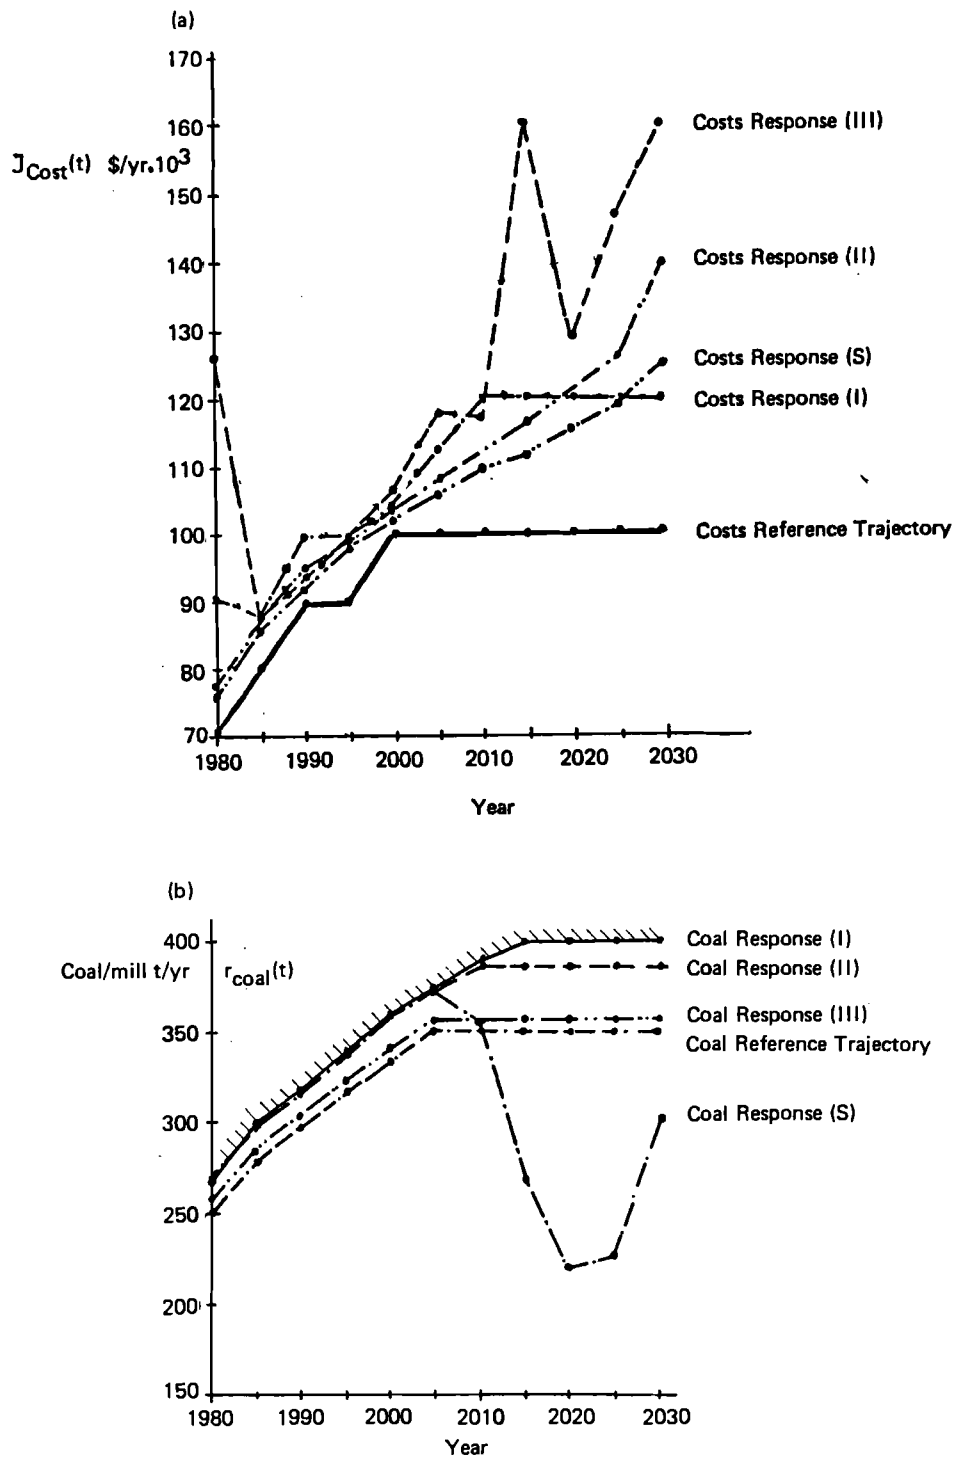 (a)
170
160
J_Cost(t) $/yr.10^3
150
140
130
120
110
100
90
80
70
Costs Response (III)
Costs Response (II)
Costs Response (S)
Costs Response (I)
Costs Reference Trajectory
1980 1990 2000 2010 2020 2030
Year
(b)
400
Coal/mill t/yr r_coal(t)
350
300
250
200
150
Coal Response (I)
Coal Response (II)
Coal Response (III)
Coal Reference Trajectory
Coal Response (S)
1980 1990 2000 2010 2020 2030
Year